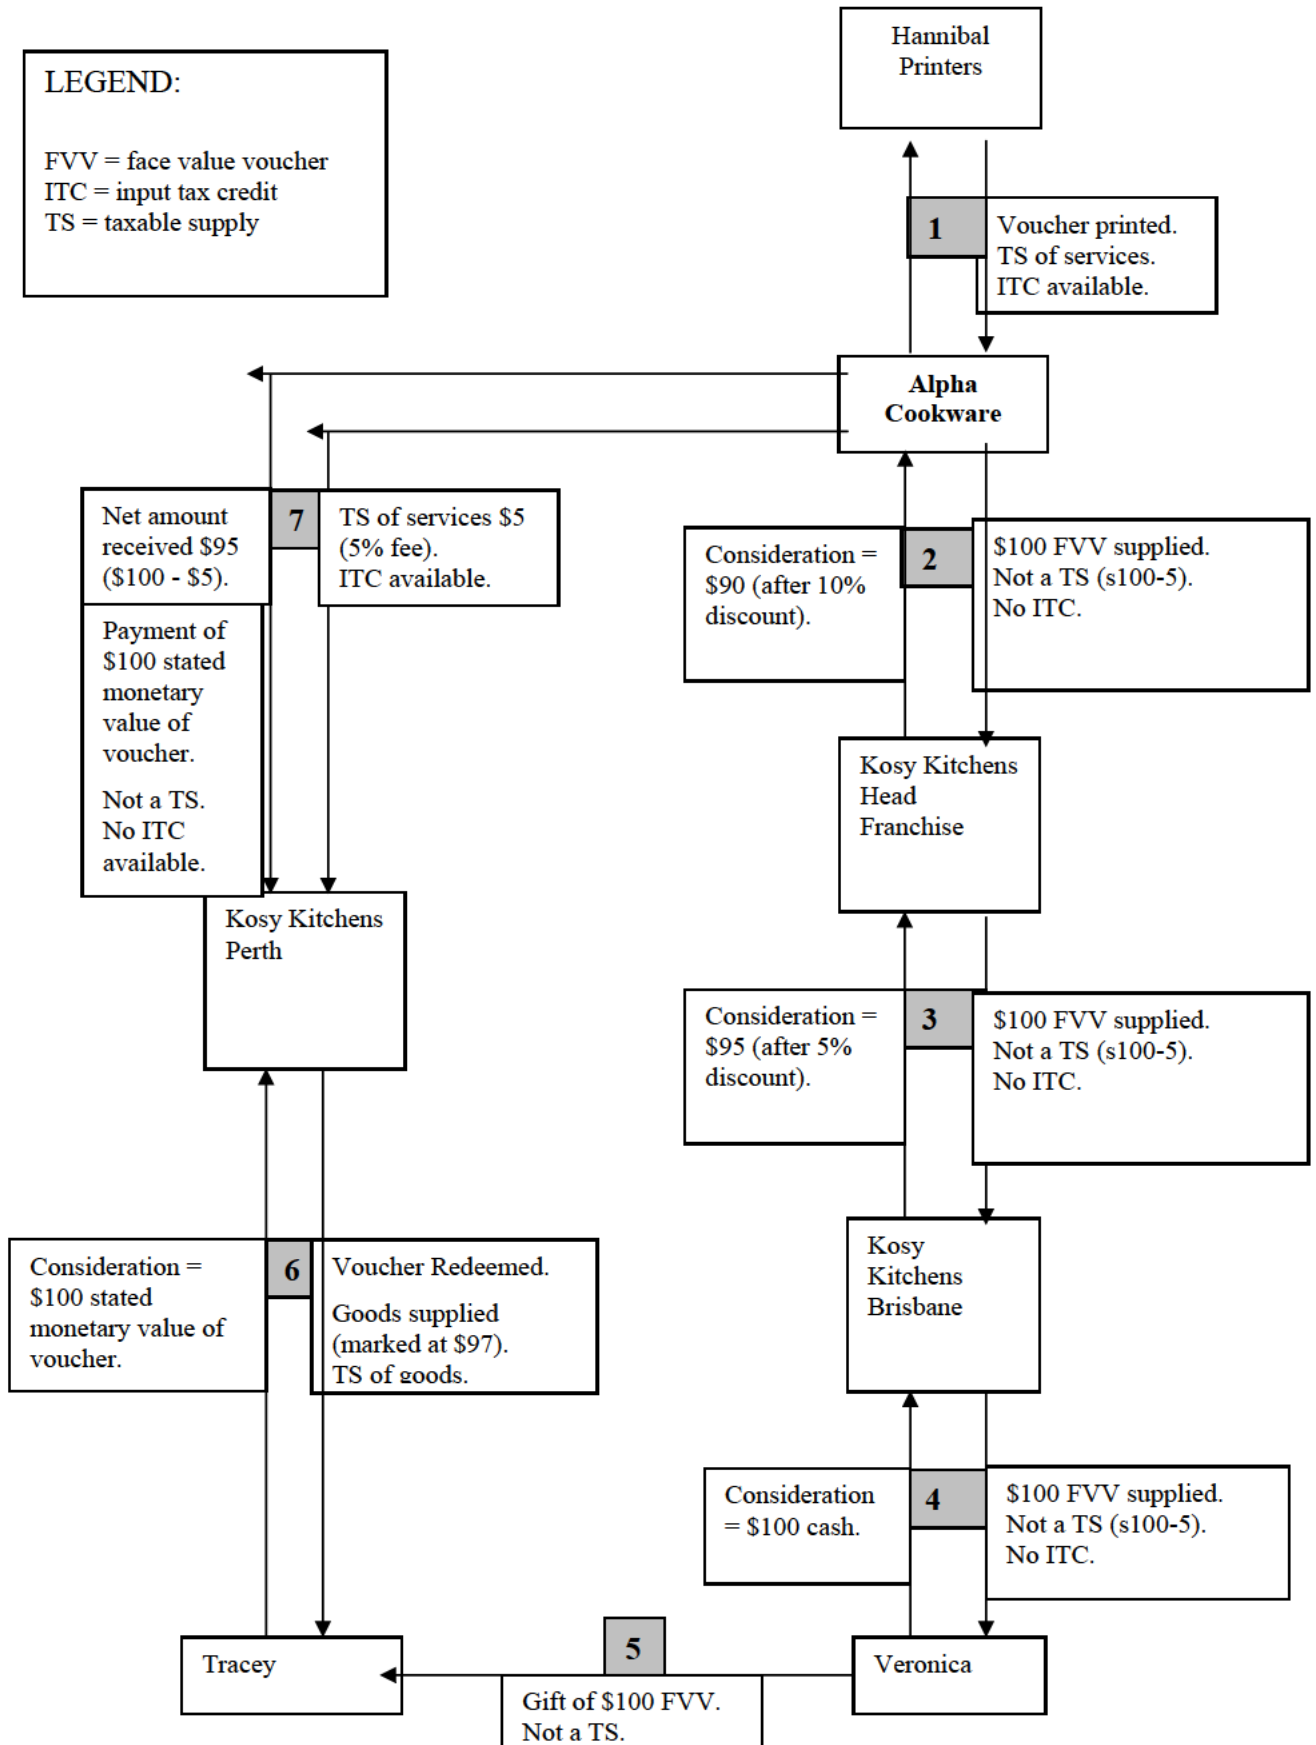 Hannibal
Printers
LEGEND:
FVV = face value voucher
ITC = input tax credit
TS = taxable supply
1
Voucher printed.
TS of services.
ITC available.
Alpha
Cookware
Net amount
received $95
($100 - $5).
7
TS of services $5
(5% fee).
ITC available.
Consideration =
$90 (after 10%
discount).
2
$100 FVV supplied.
Not a TS (s100-5).
No ITC.
Payment of
$100 stated
monetary
value of
voucher.
Not a TS.
No ITC
available.
Kosy Kitchens
Head
Franchise
Kosy Kitchens
Perth
Consideration =
$95 (after 5%
discount).
3
$100 FVV supplied.
Not a TS (s100-5).
No ITC.
Consideration =
$100 stated
monetary value of
voucher.
6
Voucher Redeemed.
Goods supplied
(marked at $97).
TS of goods.
Kosy
Kitchens
Brisbane
Consideration
= $100 cash.
4
$100 FVV supplied.
Not a TS (s100-5).
No ITC.
Tracey
5
Veronica
Gift of $100 FVV.
Not a TS.